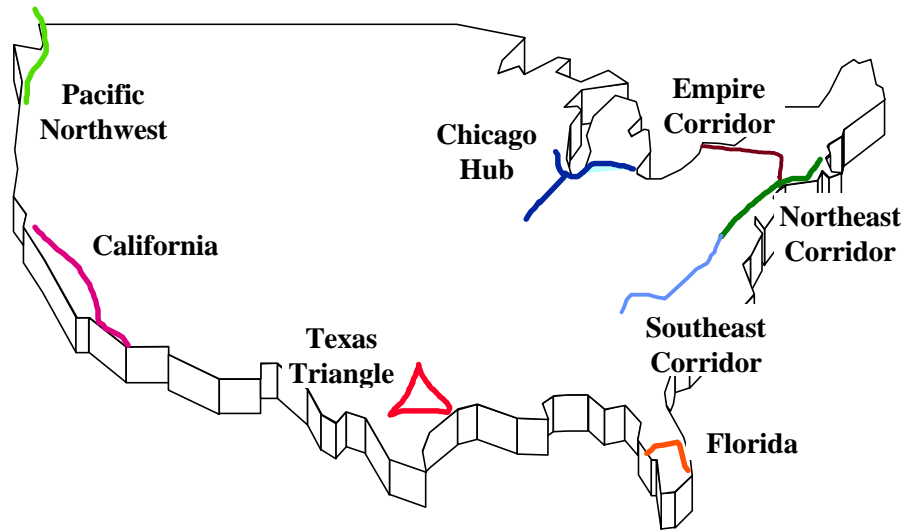 Pacific
Northwest
Chicago
Hub
Empire
Corridor
Northeast
Corridor
California
Texas
Triangle
Southeast
Corridor
Florida